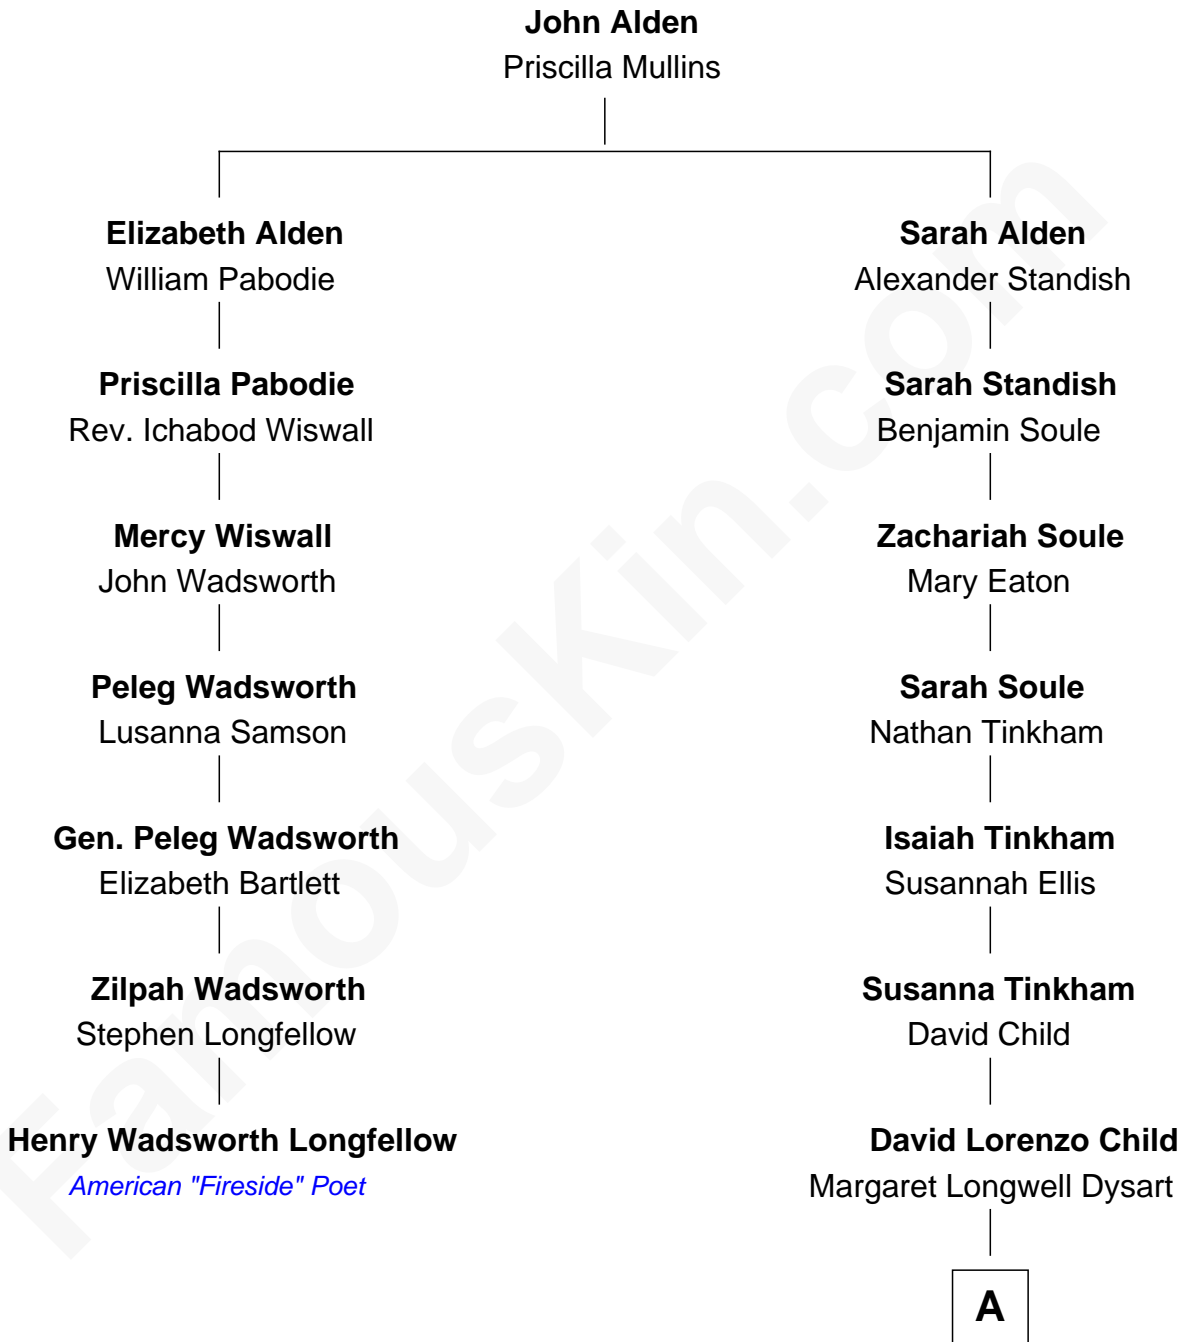 John Alden
Priscilla Mullins
Elizabeth Alden
William Pabodie
Sarah Alden
Alexander Standish
Priscilla Pabodie
Rev. Ichabod Wiswall
Sarah Standish
Benjamin Soule
Mercy Wiswall
John Wadsworth
Zachariah Soule
Mary Eaton
Peleg Wadsworth
Lusanna Samson
Sarah Soule
Nathan Tinkham
Gen. Peleg Wadsworth
Elizabeth Bartlett
Isaiah Tinkham
Susannah Ellis
Zilpah Wadsworth
Stephen Longfellow
Susanna Tinkham
David Child
Henry Wadsworth Longfellow
American "Fireside" Poet
David Lorenzo Child
Margaret Longwell Dysart
A
FamousKin.com